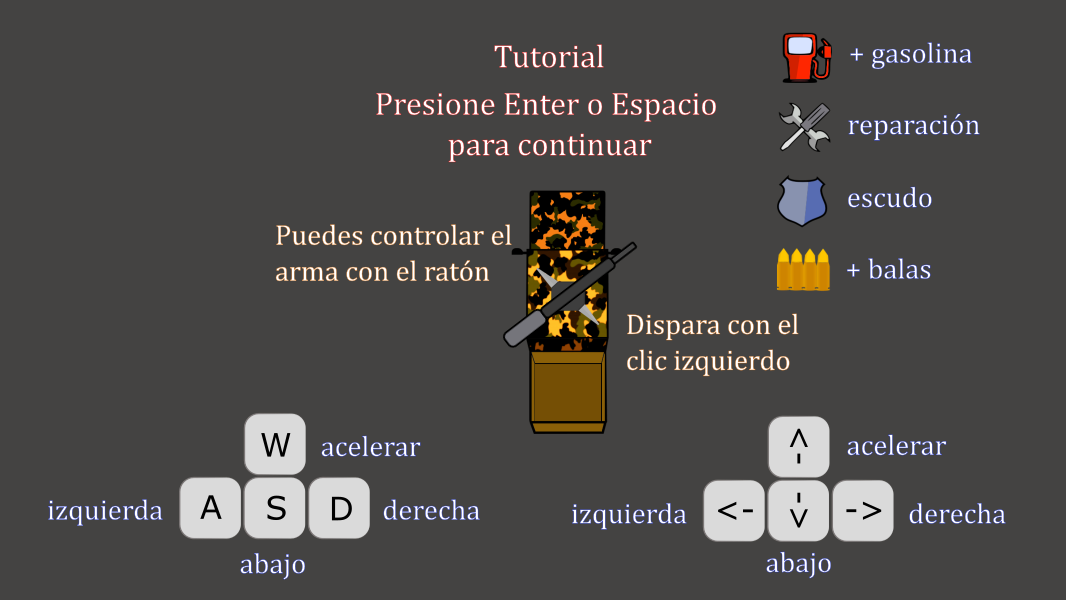 Tutorial
Presione Enter o Espacio
para continuar
+ gasolina
reparación
escudo
+ balas
Puedes controlar el
arma con el ratón
Dispara con el
clic izquierdo
W acelerar
izquierda A S D derecha
abajo
^ acelerar
izquierda <- v -> derecha
abajo